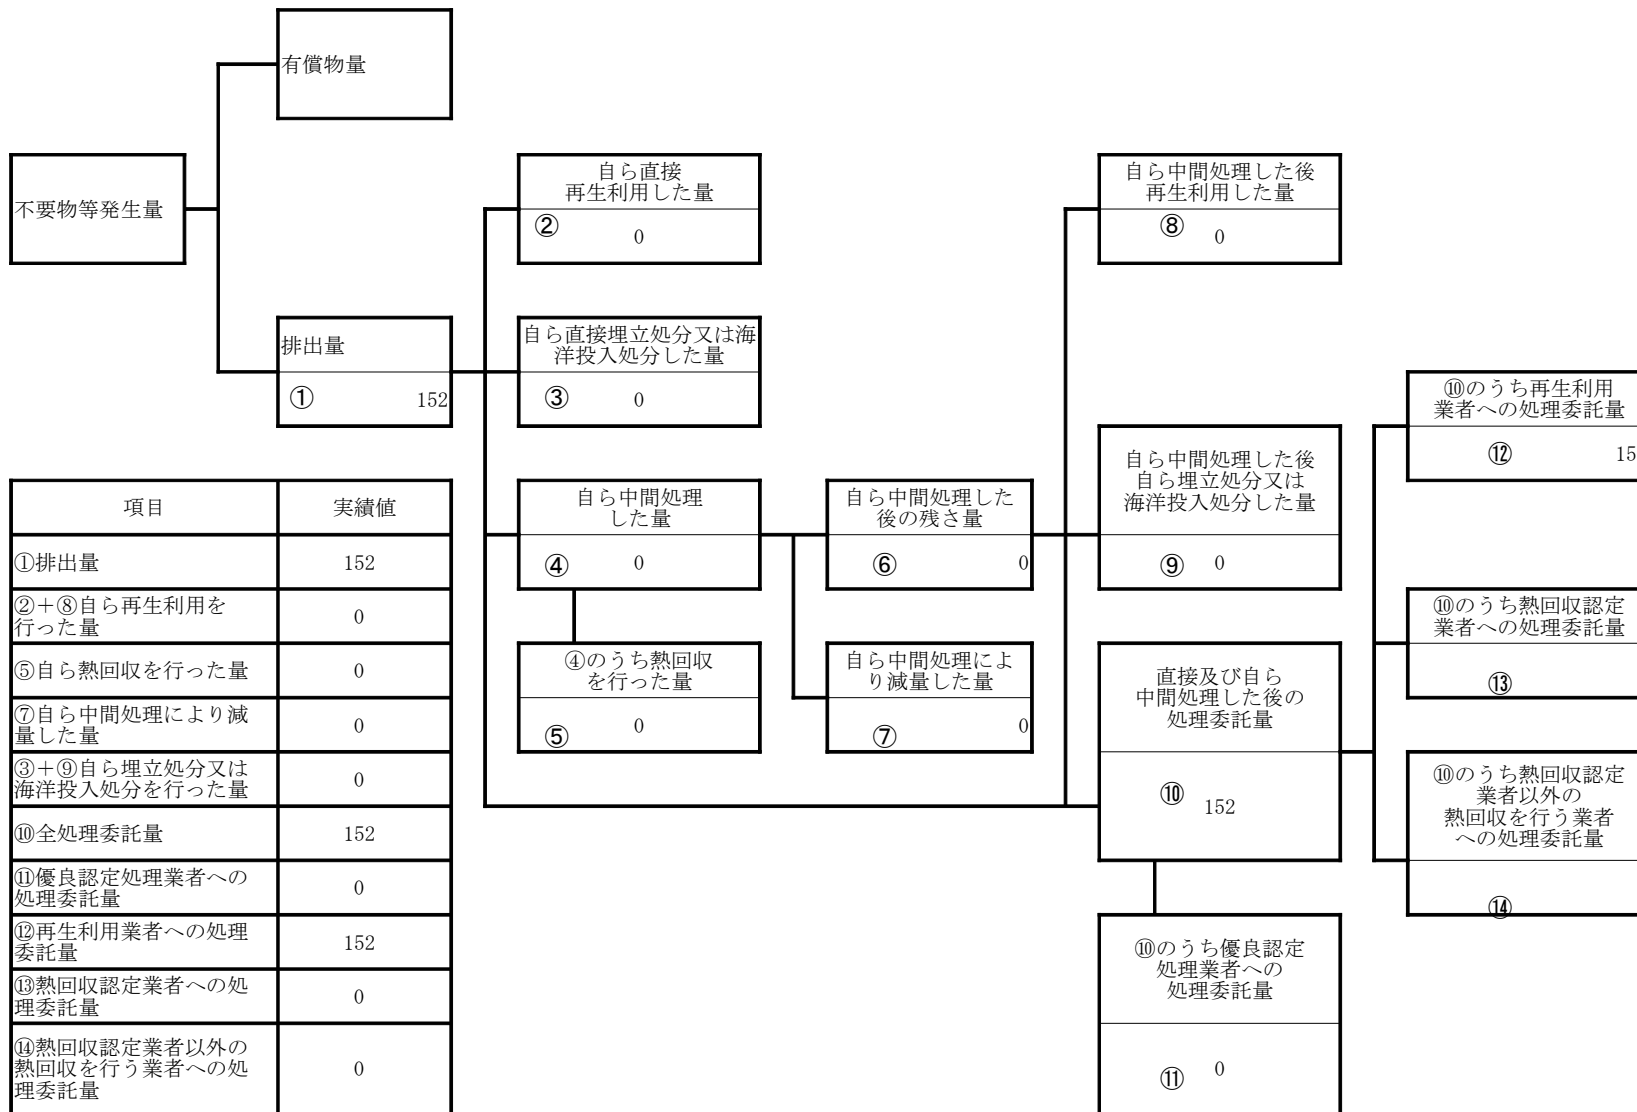 有償物量
不要物等発生量
自ら直接
再生利用した量
②
0
自ら中間処理した後
再生利用した量
⑧
0
排出量
①
152
自ら直接埋立処分又は海
洋投入処分した量
③
0
⑩のうち再生利用
業者への処理委託量
⑫
15
自ら中間処理
した量
④
0
自ら中間処理した
後の残さ量
⑥
0
自ら中間処理した後
自ら埋立処分又は
海洋投入処分した量
⑨
0
④のうち熱回収
を行った量
⑤
0
自ら中間処理によ
り減量した量
⑦
0
直接及び自ら
中間処理した後の
処理委託量
⑩
152
⑩のうち熱回収認定
業者への処理委託量
⑬
⑩のうち熱回収認定
業者以外の
熱回収を行う業者
への処理委託量
⑭
⑩のうち優良認定
処理業者への
処理委託量
⑪
0
項目
実績値
①排出量
152
②+⑧自ら再生利用を
行った量
0
⑤自ら熱回収を行った量
0
⑦自ら中間処理により減
量した量
0
③+⑨自ら埋立処分又は
海洋投入処分を行った量
0
⑩全処理委託量
152
⑪優良認定処理業者への
処理委託量
0
⑫再生利用業者への処理
委託量
152
⑬熱回収認定業者への処
理委託量
0
⑭熱回収認定業者以外の
熱回収を行う業者への処
理委託量
0